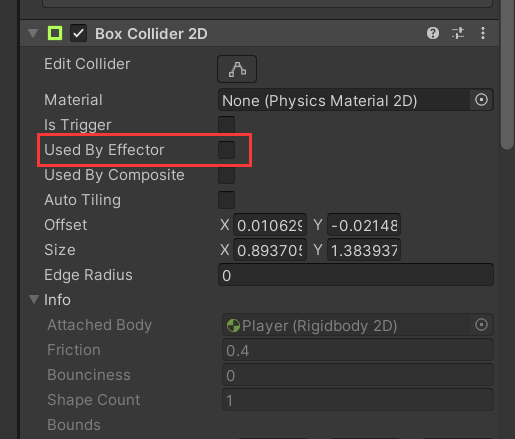 Box Collider 2D
Edit Collider
Material None (Physics Material 2D)
Is Trigger
Used By Effector
Used By Composite
Auto Tiling
Offset X 0.010629 Y -0.02148
Size X 0.893705 Y 1.383937
Edge Radius 0
Info
Attached Body Player (Rigidbody 2D)
Friction 0.4
Bounciness 0
Shape Count 1
Bounds